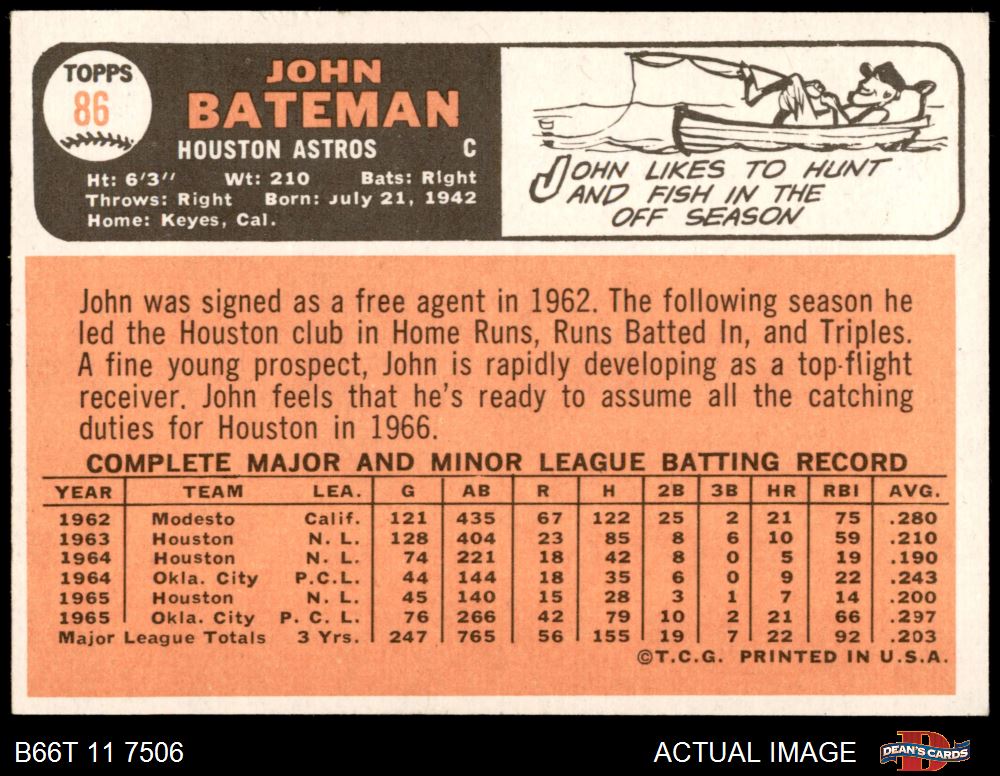 TOPPS
86
JOHN
BATEMAN
HOUSTON ASTROS C
Ht: 6'3" Wt: 210 Bats: Right
Throws: Right Born: July 21, 1942
Home: Keyes, Cal.
JOHN LIKES TO HUNT
AND FISH IN THE
OFF SEASON
John was signed as a free agent in 1962. The following season he
led the Houston club in Home Runs, Runs Batted In, and Triples.
A fine young prospect, John is rapidly developing as a top-flight
receiver. John feels that he's ready to assume all the catching
duties for Houston in 1966.
COMPLETE MAJOR AND MINOR LEAGUE BATTING RECORD
YEAR TEAM LEA. G AB R H 2B 3B HR RBI AVG.
1962 Modesto Calif. 121 435 67 122 25 2 21 75 .280
1963 Houston N. L. 128 404 23 85 8 6 10 59 .210
1964 Houston N. L. 74 221 18 42 8 0 5 19 .190
1964 Okla. City P.C.L. 44 144 18 35 6 0 9 22 .243
1965 Houston N. L. 45 140 15 28 3 1 7 14 .200
1965 Okla. City P. C. L. 76 266 42 79 10 2 21 66 .297
Major League Totals 3 Yrs. 247 765 56 155 19 7 22 92 .203
©T.C.G. PRINTED IN U.S.A.
B66T 11 7506 ACTUAL IMAGE DEAN'S CARDS